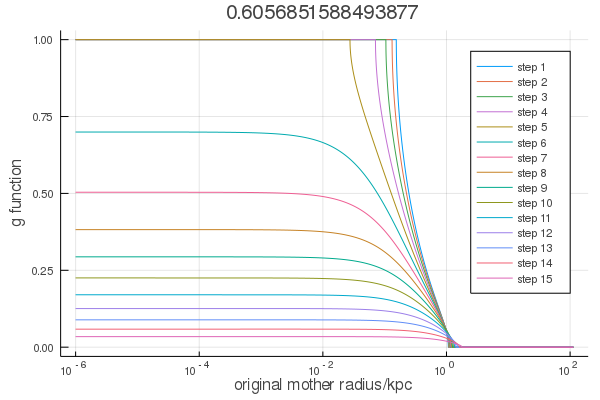 0.6056851588493877
1.00
0.75
0.50
0.25
0.00
g function
10^-6
10^-4
10^-2
10^0
10^2
original mother radius/kpc
step 1
step 2
step 3
step 4
step 5
step 6
step 7
step 8
step 9
step 10
step 11
step 12
step 13
step 14
step 15